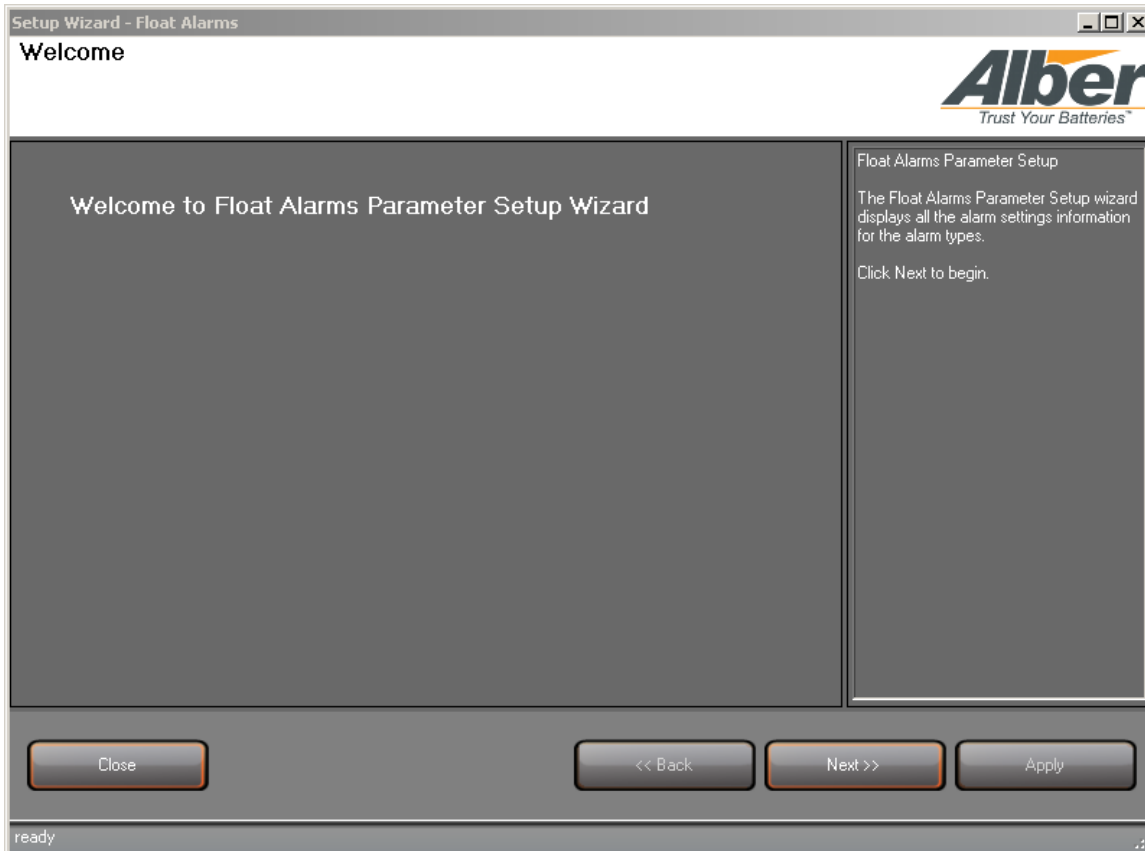 Setup Wizard - Float Alarms
Welcome
Alber
Trust Your Batteries™
Welcome to Float Alarms Parameter Setup Wizard
Float Alarms Parameter Setup
The Float Alarms Parameter Setup wizard
displays all the alarm settings information
for the alarm types.
Click Next to begin.
Close
<< Back
Next >>
Apply
ready